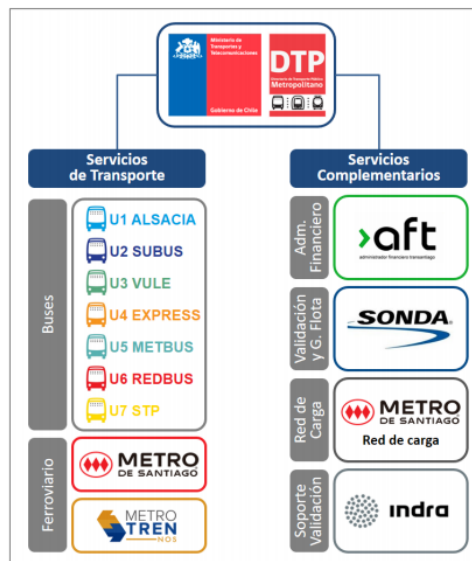 Ministerio de
Transportes y
Telecomunicaciones
Gobierno de Chile
DTP
Directorio de Transporte Público
Metropolitano
Servicios
de Transporte
Buses
U1 ALSACIA
U2 SUBUS
U3 VULE
U4 EXPRESS
U5 METBUS
U6 REDBUS
U7 STP
Ferroviario
METRO
DE SANTIAGO
METRO
TREN
NOS
Servicios
Complementarios
Adm.
Financiero
aft
administrador financiero transantiago
Validación
y G. Flota
SONDA
Red de
Carga
METRO
DE SANTIAGO
Red de carga
Soporte
Validación
indra